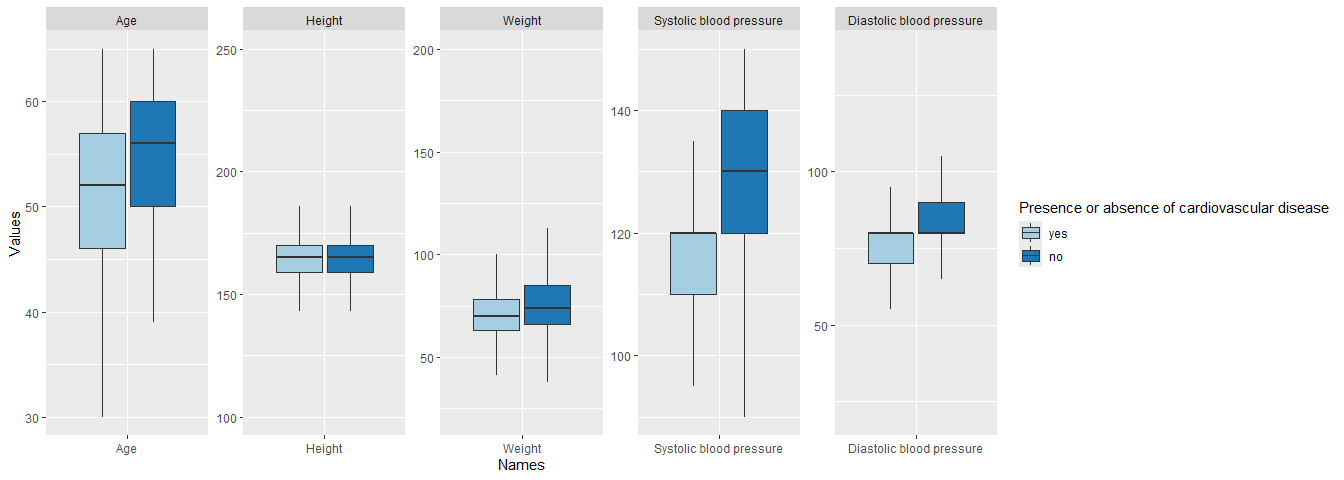 Age
Height
Weight
Systolic blood pressure
Diastolic blood pressure
Values
60
50
40
30
250
200
150
100
200
150
100
50
140
120
100
100
50
Age
Height
Weight
Systolic blood pressure
Diastolic blood pressure
Names
Presence or absence of cardiovascular disease
yes
no